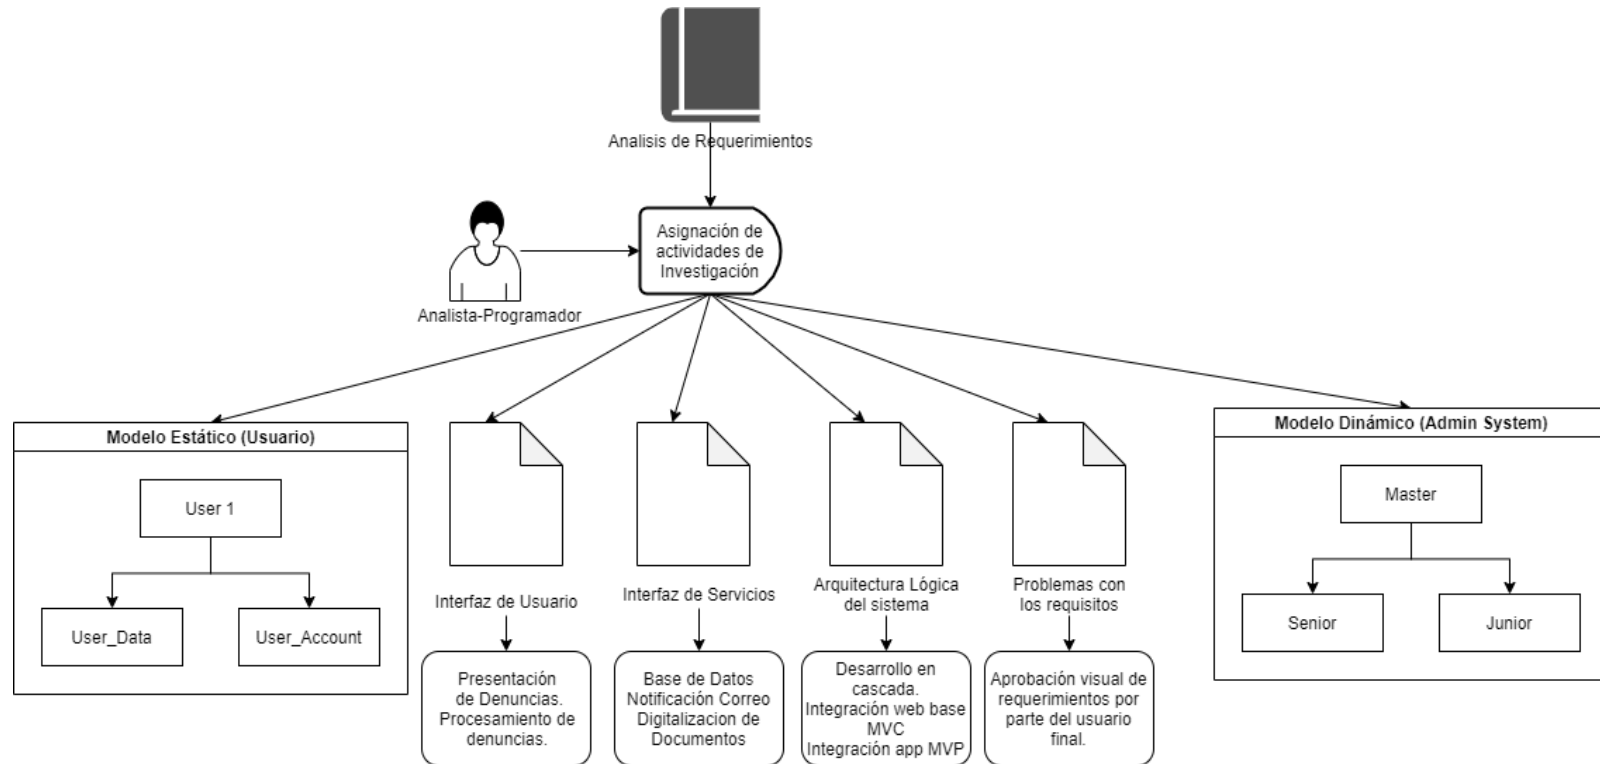 Analisis de Requerimientos
Asignación de
actividades de
Investigación
Analista-Programador
Modelo Estático (Usuario)
User 1
User_Data
User_Account
Interfaz de Usuario
Presentación
de Denuncias.
Procesamiento de
denuncias.
Interfaz de Servicios
Base de Datos
Notificación Correo
Digitalizacion de
Documentos
Arquitectura Lógica
del sistema
Desarrollo en
cascada.
Integración web base
MVC
Integración app MVP
Problemas con
los requisitos
Aprobación visual de
requerimientos por
parte del usuario
final.
Modelo Dinámico (Admin System)
Master
Senior
Junior